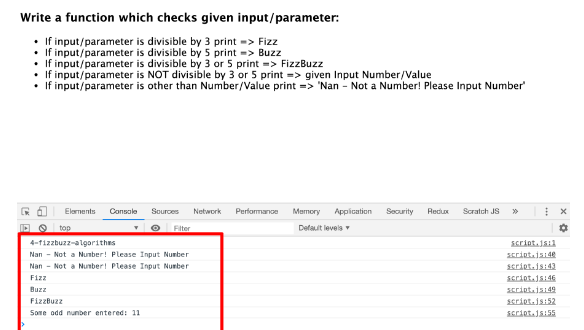 Write a function which checks given input/parameter:
• If input/parameter is divisible by 3 print => Fizz
• If input/parameter is divisible by 5 print => Buzz
• If input/parameter is divisible by 3 or 5 print => FizzBuzz
• If input/parameter is NOT divisible by 3 or 5 print => given Input Number/Value
• If input/parameter is other than Number/Value print => 'Nan - Not a Number! Please Input Number'
Elements Console Sources Network Performance Memory Application Security Redux Scratch JS »
top Filter Default levels ▼
4-fizzbuzz-algorithms script.js:1
Nan - Not a Number! Please Input Number script.js:40
Nan - Not a Number! Please Input Number script.js:43
Fizz script.js:46
Buzz script.js:49
FizzBuzz script.js:52
Some odd number entered: 11 script.js:55
>